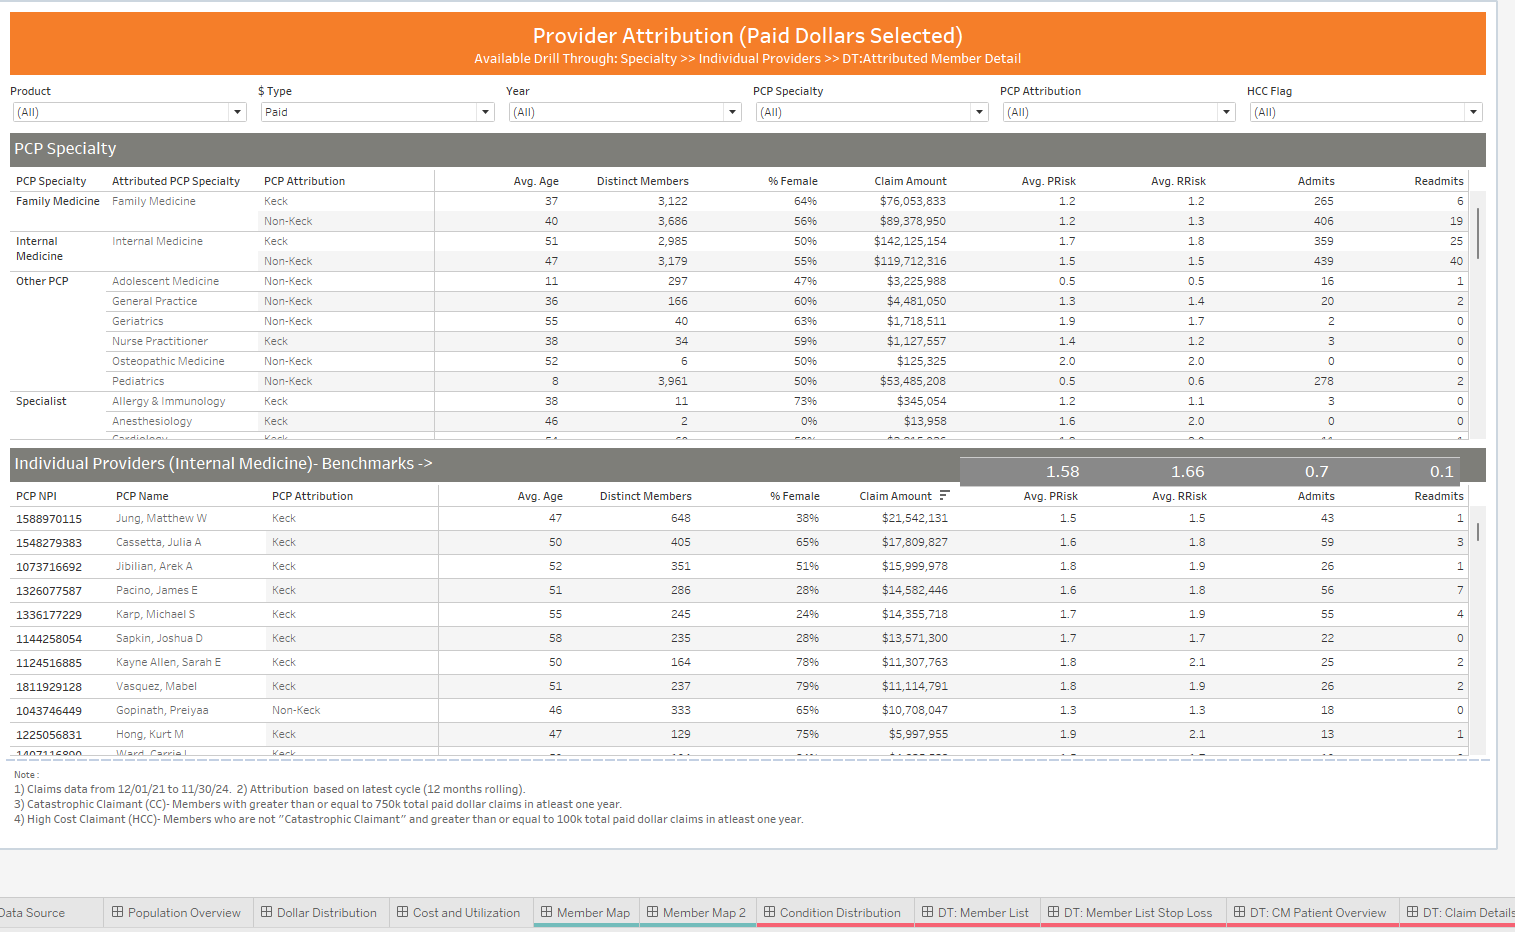 Provider Attribution (Paid Dollars Selected)
Available Drill Through: Specialty >> Individual Providers >> DT:Attributed Member Detail
Product $ Type Year PCP Specialty PCP Attribution HCC Flag
(All) Paid (All) (All) (All) (All)
PCP Specialty
PCP Specialty Attributed PCP Specialty PCP Attribution Avg. Age Distinct Members % Female Claim Amount Avg. PRisk Avg. RRisk Admits Readmits
Family Medicine Family Medicine Keck 37 3,122 64% $76,053,833 1.2 1.2 265 6
Non-Keck 40 3,686 56% $89,378,950 1.2 1.3 406 19
Internal Medicine Internal Medicine Keck 51 2,985 50% $142,125,154 1.7 1.8 359 25
Non-Keck 47 3,179 55% $119,712,316 1.5 1.5 439 40
Other PCP Adolescent Medicine Non-Keck 11 297 47% $3,225,988 0.5 0.5 16 1
General Practice Non-Keck 36 166 60% $4,481,050 1.3 1.4 20 2
Geriatrics Non-Keck 55 40 63% $1,718,511 1.9 1.7 2 0
Nurse Practitioner Keck 38 34 59% $1,127,557 1.4 1.2 3 0
Osteopathic Medicine Non-Keck 52 6 50% $125,325 2.0 2.0 0 0
Pediatrics Non-Keck 8 3,961 50% $53,485,208 0.5 0.6 278 2
Specialist Allergy & Immunology Keck 38 11 73% $345,054 1.2 1.1 3 0
Anesthesiology Keck 46 2 0% $13,958 1.6 2.0 0 0
Cardiology Keck
Individual Providers (Internal Medicine)- Benchmarks -> 1.58 1.66 0.7 0.1
PCP NPI PCP Name PCP Attribution Avg. Age Distinct Members % Female Claim Amount Avg. PRisk Avg. RRisk Admits Readmits
1588970115 Jung, Matthew W Keck 47 648 38% $21,542,131 1.5 1.5 43 1
1548279383 Cassetta, Julia A Keck 50 405 65% $17,809,827 1.6 1.8 59 3
1073716692 Jibilian, Arek A Keck 52 351 51% $15,999,978 1.8 1.9 26 1
1326077587 Pacino, James E Keck 51 286 28% $14,582,446 1.6 1.8 56 7
1336177229 Karp, Michael S Keck 55 245 24% $14,355,718 1.7 1.9 55 4
1144258054 Sapkin, Joshua D Keck 58 235 28% $13,571,300 1.7 1.7 22 0
1124516885 Kayne Allen, Sarah E Keck 50 164 78% $11,307,763 1.8 2.1 25 2
1811929128 Vasquez, Mabel Keck 51 237 79% $11,114,791 1.8 1.9 26 2
1043746449 Gopinath, Preiyaa Non-Keck 46 333 65% $10,708,047 1.3 1.3 18 0
1225056831 Hong, Kurt M Keck 47 129 75% $5,997,955 1.9 2.1 13 1
Ward, Carrie L Keck
Note :
1) Claims data from 12/01/21 to 11/30/24. 2) Attribution based on latest cycle (12 months rolling).
3) Catastrophic Claimant (CC)- Members with greater than or equal to 750k total paid dollar claims in atleast one year.
4) High Cost Claimant (HCC)- Members who are not "Catastrophic Claimant" and greater than or equal to 100k total paid dollar claims in atleast one year.
Data Source Population Overview Dollar Distribution Cost and Utilization Member Map Member Map 2 Condition Distribution DT: Member List DT: Member List Stop Loss DT: CM Patient Overview DT: Claim Details